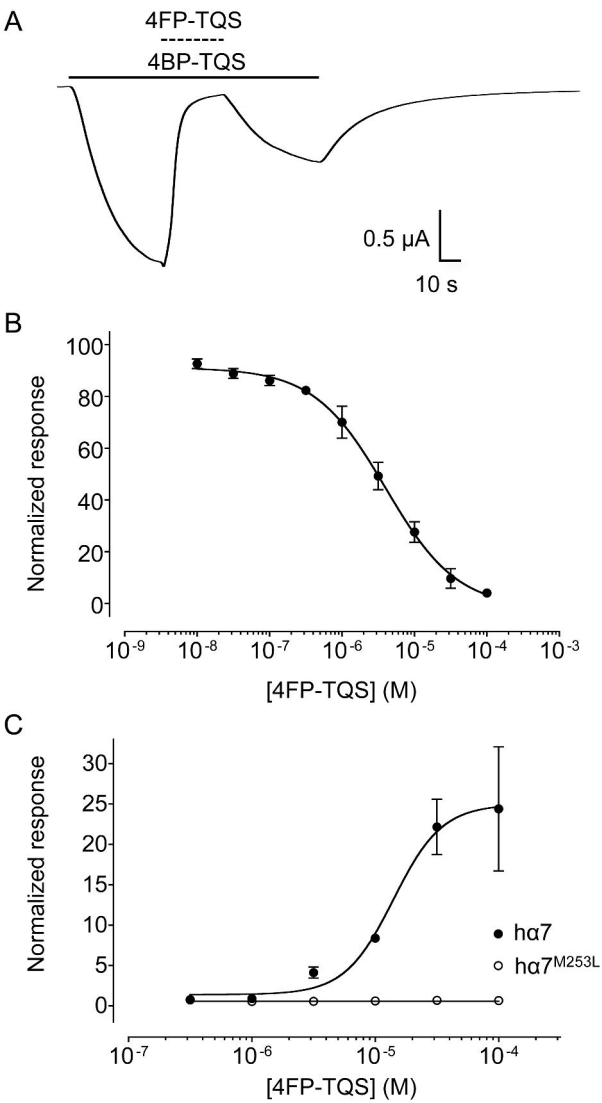 A
4FP-TQS
4BP-TQS
0.5 µA
10 s
B
Normalized response
100
80
60
40
20
0
10⁻⁹ 10⁻⁸ 10⁻⁷ 10⁻⁶ 10⁻⁵ 10⁻⁴ 10⁻³
[4FP-TQS] (M)
C
Normalized response
30
25
20
15
10
5
0
hα7
hα7ᴹ²⁵³ᴸ
10⁻⁷ 10⁻⁶ 10⁻⁵ 10⁻⁴
[4FP-TQS] (M)